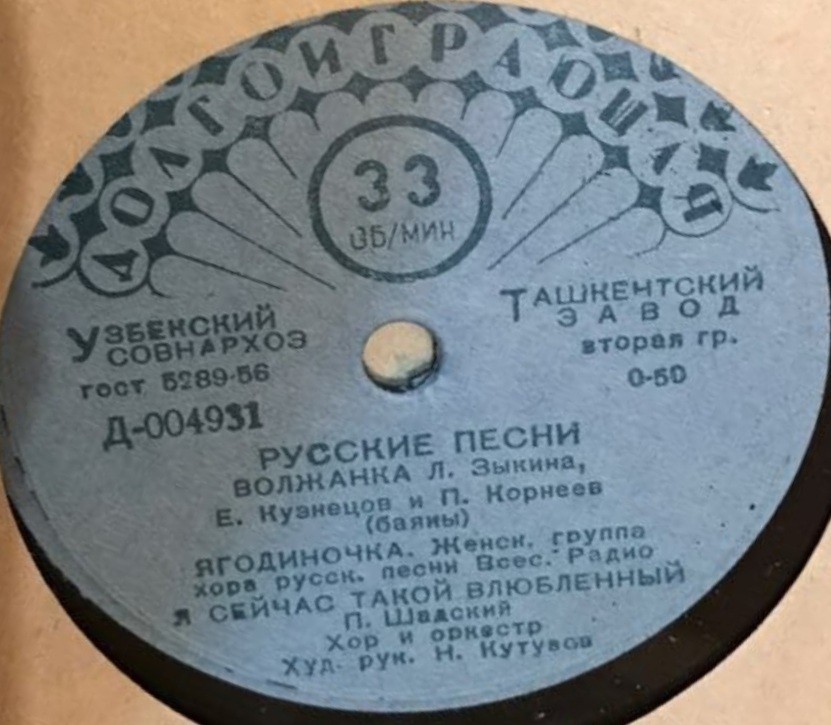 ДОЛГОИГРАЮЩАЯ
33
ОБ/МИН
УЗБЕКСКИЙ
СОВНАРХОЗ
гост 5289-56
Д-004931
ТАШКЕНТСКИЙ
ЗАВОД
вторая гр.
0-50
РУССКИЕ ПЕСНИ
ВОЛЖАНКА Л. Зыкина,
Е. Кузнецов и П. Корнеев
(баяны)
ЯГОДИНОЧКА. Женск. группа
хора русск. песни Всес. Радио
Я СЕЙЧАС ТАКОЙ ВЛЮБЛЕННЫЙ
П. Шадский
Хор и оркестр
Худ. рук. Н. Кутузов